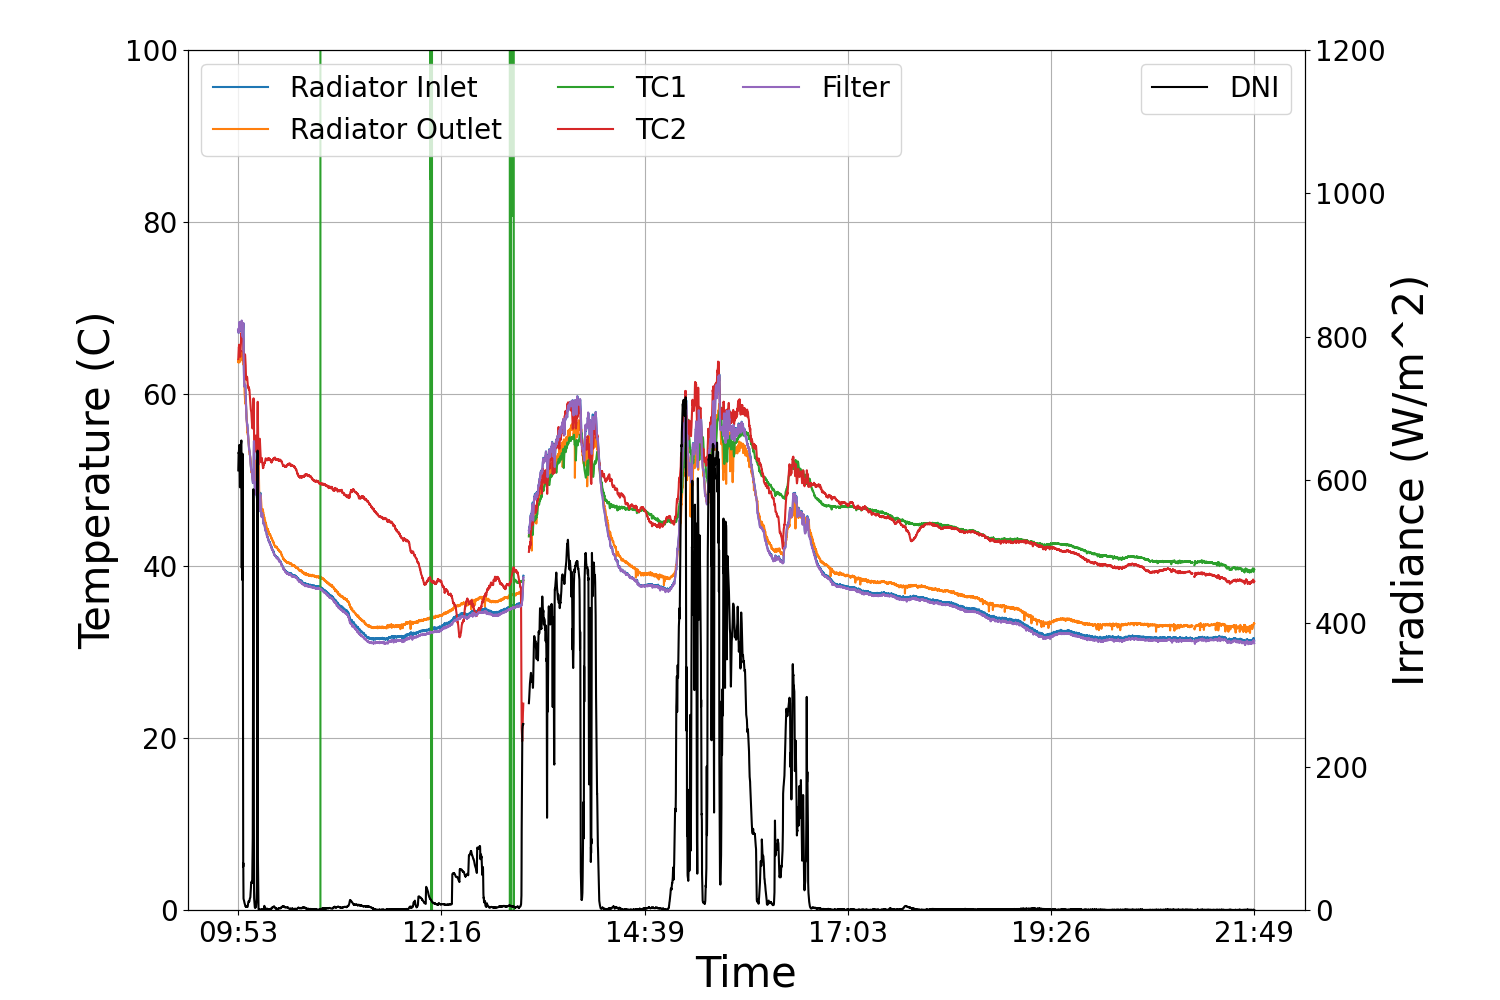 Radiator Inlet
Radiator Outlet
TC1
TC2
Filter
DNI
100
80
60
40
20
0
Temperature (C)
1200
1000
800
600
400
200
0
Irradiance (W/m^2)
09:53 12:16 14:39 17:03 19:26 21:49
Time